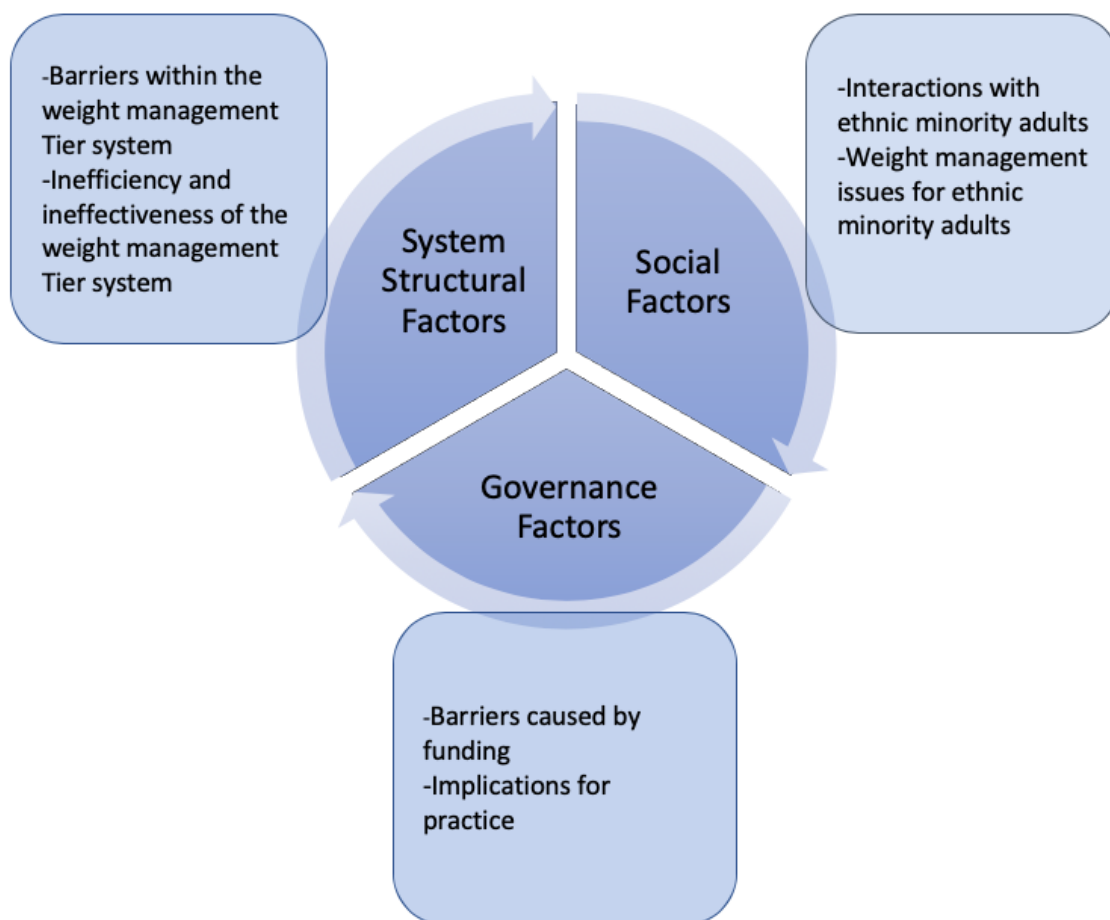 -Barriers within the
weight management
Tier system
-Inefficiency and
ineffectiveness of the
weight management
Tier system
-Interactions with
ethnic minority adults
-Weight management
issues for ethnic
minority adults
System
Structural
Factors
Social
Factors
Governance
Factors
-Barriers caused by
funding
-Implications for
practice